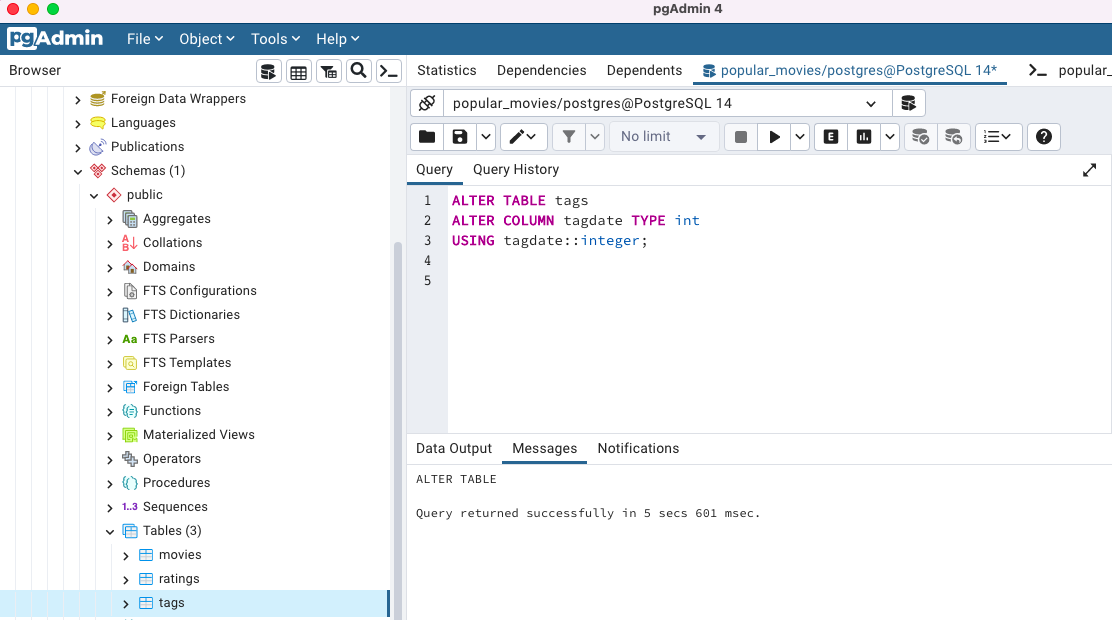 pgAdmin 4
pgAdmin File Object Tools Help
Browser
Statistics Dependencies Dependents popular_movies/postgres@PostgreSQL 14* popular_
Foreign Data Wrappers
Languages
Publications
Schemas (1)
public
Aggregates
Collations
Domains
FTS Configurations
FTS Dictionaries
Aa FTS Parsers
FTS Templates
Foreign Tables
Functions
Materialized Views
Operators
Procedures
1..3 Sequences
Tables (3)
movies
ratings
tags
popular_movies/postgres@PostgreSQL 14
No limit E
Query Query History
1 ALTER TABLE tags
2 ALTER COLUMN tagdate TYPE int
3 USING tagdate::integer;
4
5
Data Output Messages Notifications
ALTER TABLE
Query returned successfully in 5 secs 601 msec.